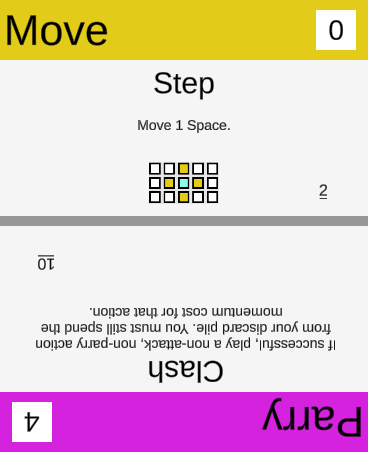 Move
0
Step
Move 1 Space.
2
Parry
4
Clash
If successful, play a non-attack, non-parry action
from your discard pile. You must still spend the
momentum cost for that action.
10